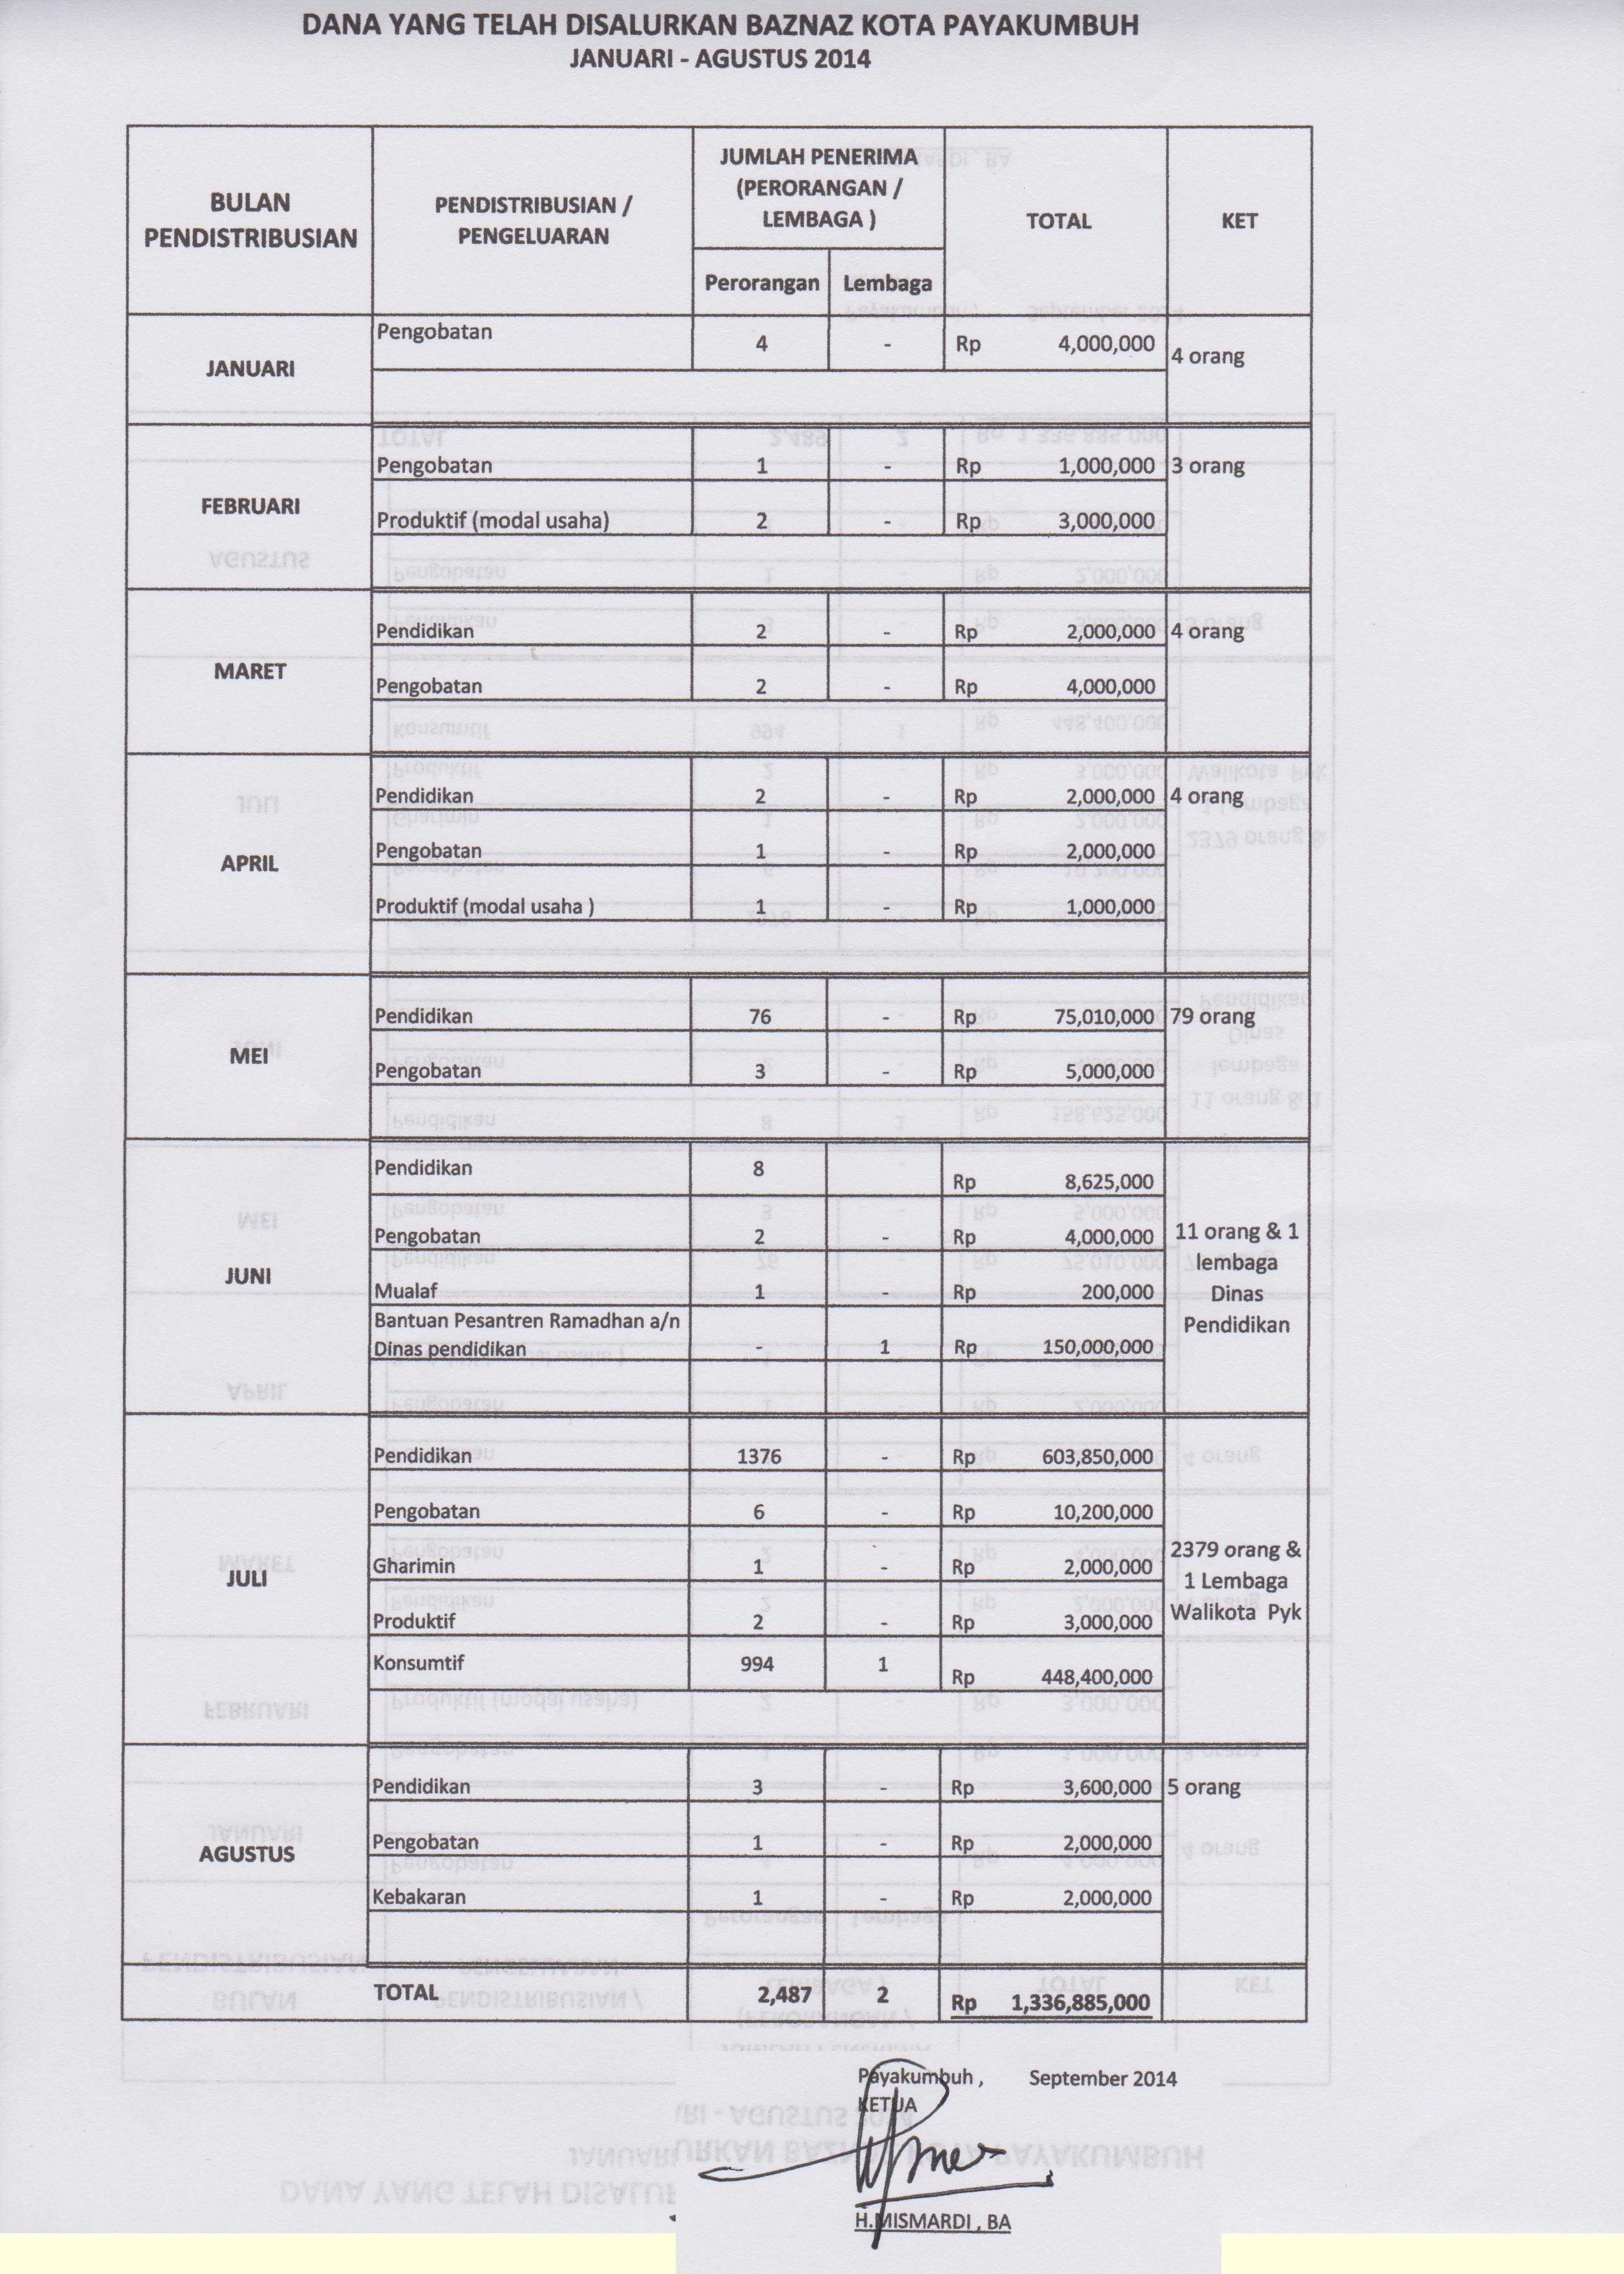 DANA YANG TELAH DISALURKAN BAZNAZ KOTA PAYAKUMBUH
JANUARI - AGUSTUS 2014
BULAN PENDISTRIBUSIAN
PENDISTRIBUSIAN / PENGELUARAN
JUMLAH PENERIMA (PERORANGAN / LEMBAGA )
TOTAL
KET
Perorangan Lembaga
JANUARI
Pengobatan 4 - Rp 4,000,000 4 orang
FEBRUARI
Pengobatan 1 - Rp 1,000,000 3 orang
Produktif (modal usaha) 2 - Rp 3,000,000
MARET
Pendidikan 2 - Rp 2,000,000 4 orang
Pengobatan 2 - Rp 4,000,000
APRIL
Pendidikan 2 - Rp 2,000,000 4 orang
Pengobatan 1 - Rp 2,000,000
Produktif (modal usaha ) 1 - Rp 1,000,000
MEI
Pendidikan 76 - Rp 75,010,000 79 orang
Pengobatan 3 - Rp 5,000,000
JUNI
Pendidikan 8 Rp 8,625,000
Pengobatan 2 - Rp 4,000,000
Mualaf 1 - Rp 200,000
Bantuan Pesantren Ramadhan a/n
Dinas pendidikan - 1 Rp 150,000,000
11 orang & 1
lembaga
Dinas
Pendidikan
JULI
Pendidikan 1376 - Rp 603,850,000
Pengobatan 6 - Rp 10,200,000
Gharimin 1 - Rp 2,000,000
Produktif 2 - Rp 3,000,000
Konsumtif 994 1 Rp 448,400,000
2379 orang &
1 Lembaga
Walikota Pyk
AGUSTUS
Pendidikan 3 - Rp 3,600,000 5 orang
Pengobatan 1 - Rp 2,000,000
Kebakaran 1 - Rp 2,000,000
TOTAL 2,487 2 Rp 1,336,885,000
Payakumbuh , September 2014
KETUA
H.MISMARDI , BA